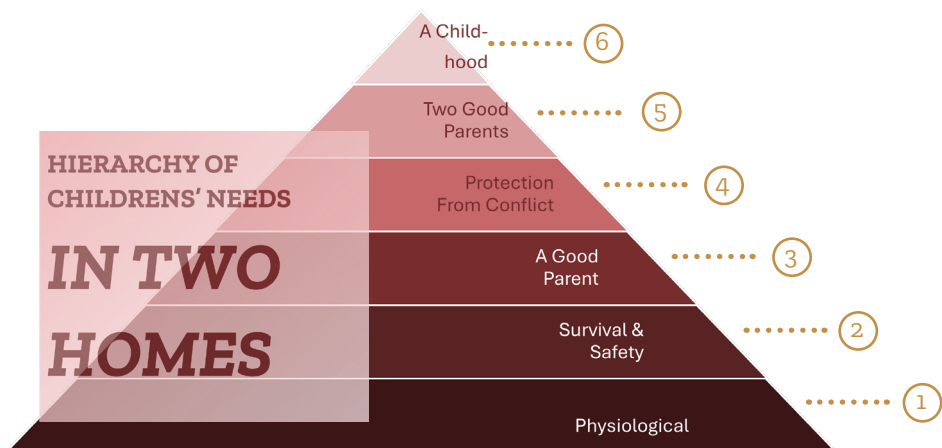 A Child-
hood
6
Two Good
Parents
5
HIERARCHY OF
CHILDRENS' NEEDS
IN TWO
HOMES
Protection
From Conflict
4
A Good
Parent
3
Survival &
Safety
2
Physiological
1